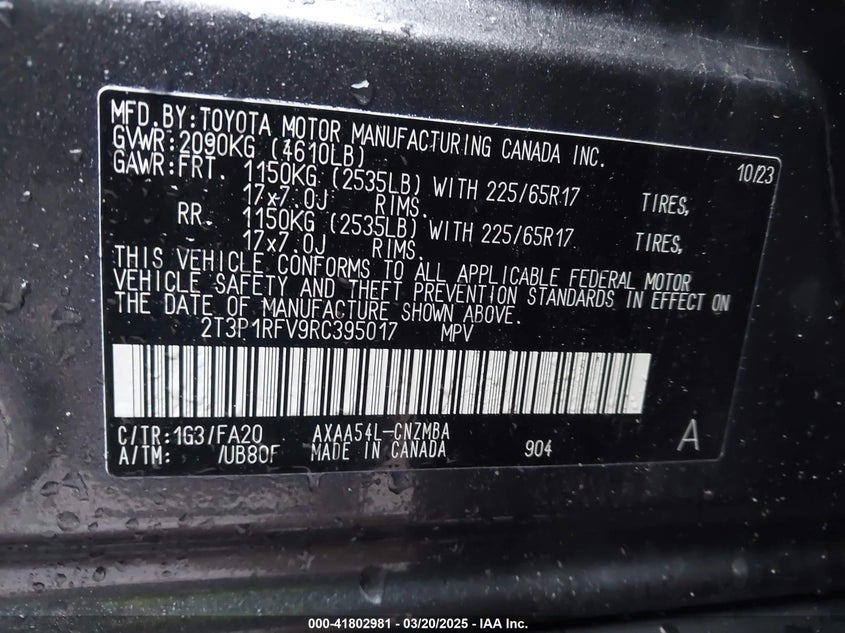 MFD.BY:TOYOTA MOTOR MANUFACTURING CANADA INC.
GVWR:2090KG (4610LB) 10/23
GAWR:FRT. 1150KG (2535LB) WITH 225/65R17 TIRES,
17x7.0J RIMS.
RR. 1150KG (2535LB) WITH 225/65R17 TIRES,
17x7.0J RIMS.
THIS VEHICLE CONFORMS TO ALL APPLICABLE FEDERAL MOTOR
VEHICLE SAFETY AND THEFT PREVENTION STANDARDS IN EFFECT ON
THE DATE OF MANUFACTURE SHOWN ABOVE.
2T3P1RFV9RC395017 MPV
C/TR:1G3/FA20 AXAA54L-CNZMBA
A/TM: /UB80F MADE IN CANADA 904 A
000-41802981 - 03/20/2025 - IAA Inc.